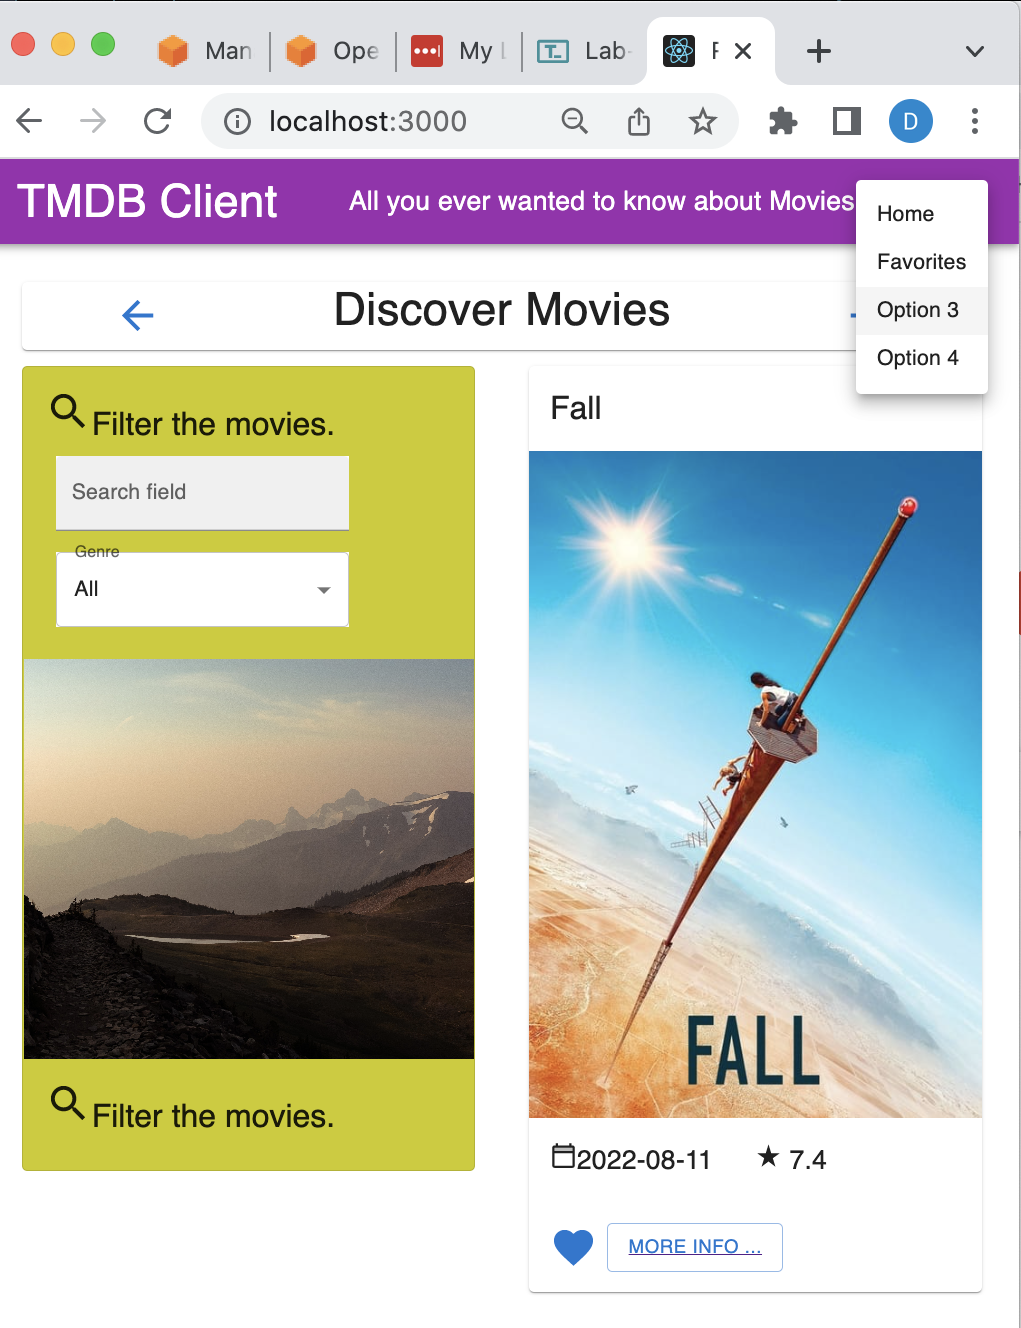 Man
Ope
My L
Lab-
localhost:3000
D
TMDB Client
All you ever wanted to know about Movies
Home
Favorites
Option 3
Option 4
Discover Movies
Filter the movies.
Search field
Genre
All
Filter the movies.
Fall
FALL
2022-08-11
7.4
MORE INFO ...